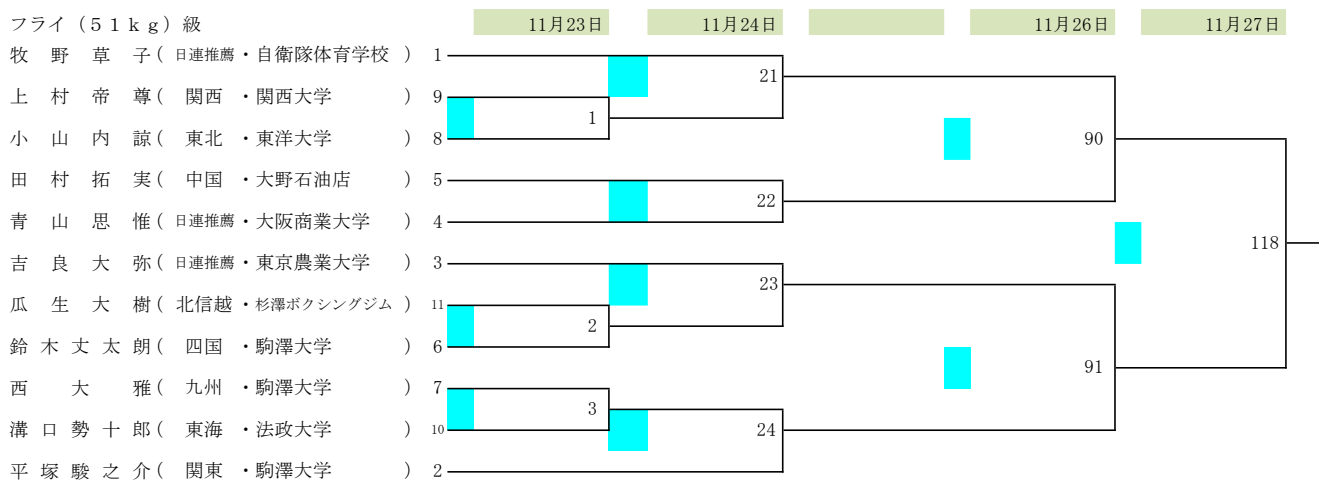 フライ（５１ｋｇ）級 11月23日 11月24日 11月26日 11月27日
牧野草子( 日連推薦・自衛隊体育学校 ) 1
21
上村帝尊( 関西・関西大学 ) 9
1
小山内諒( 東北・東洋大学 ) 8
90
田村拓実( 中国・大野石油店 ) 5
22
青山思惟( 日連推薦・大阪商業大学 ) 4
118
吉良大弥( 日連推薦・東京農業大学 ) 3
23
瓜生大樹( 北信越・杉澤ボクシングジム ) 11
2
鈴木丈太朗( 四国・駒澤大学 ) 6
91
西大雅( 九州・駒澤大学 ) 7
3
溝口勢十郎( 東海・法政大学 ) 10
24
平塚駿之介( 関東・駒澤大学 ) 2